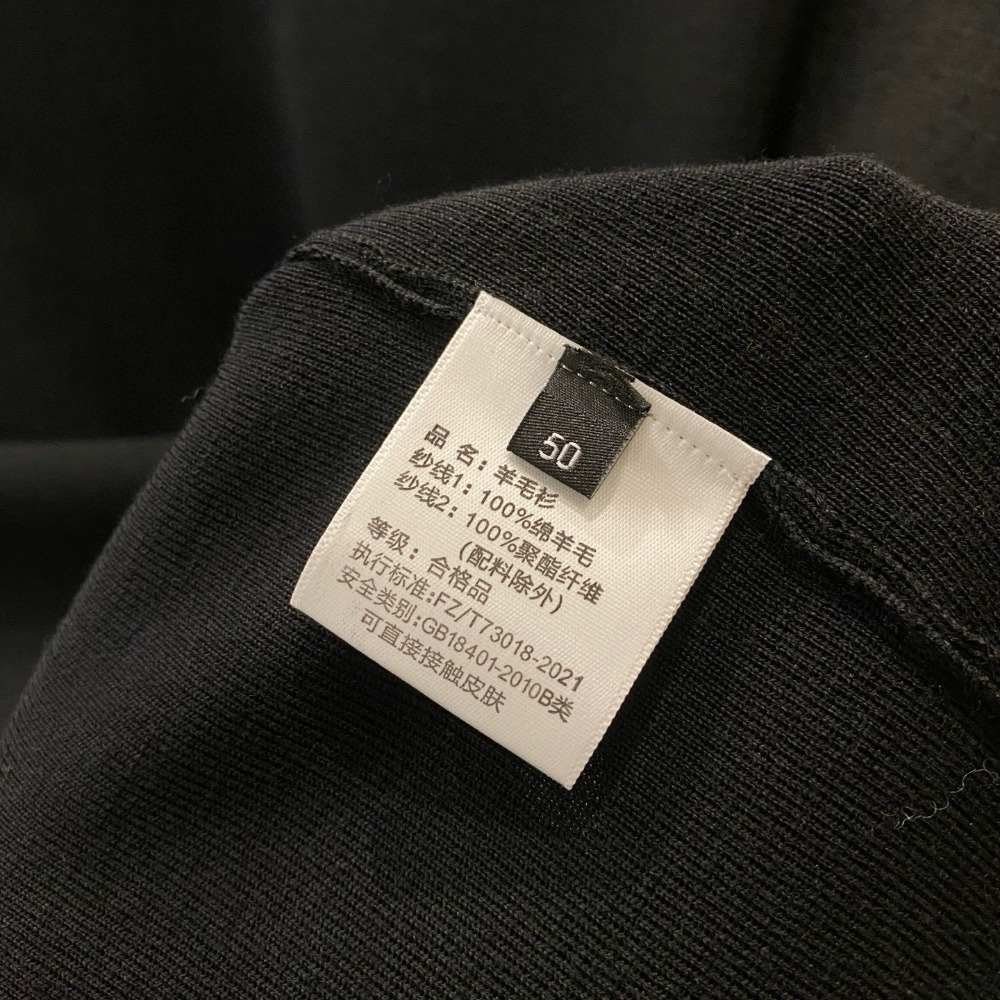 50
品 名：羊毛衫
纱线1：100%绵羊毛
纱线2：100%聚酯纤维
(配料除外)
等级：合格品
执行标准:FZ/T73018-2021
安全类别:GB18401-2010B类
可直接接触皮肤